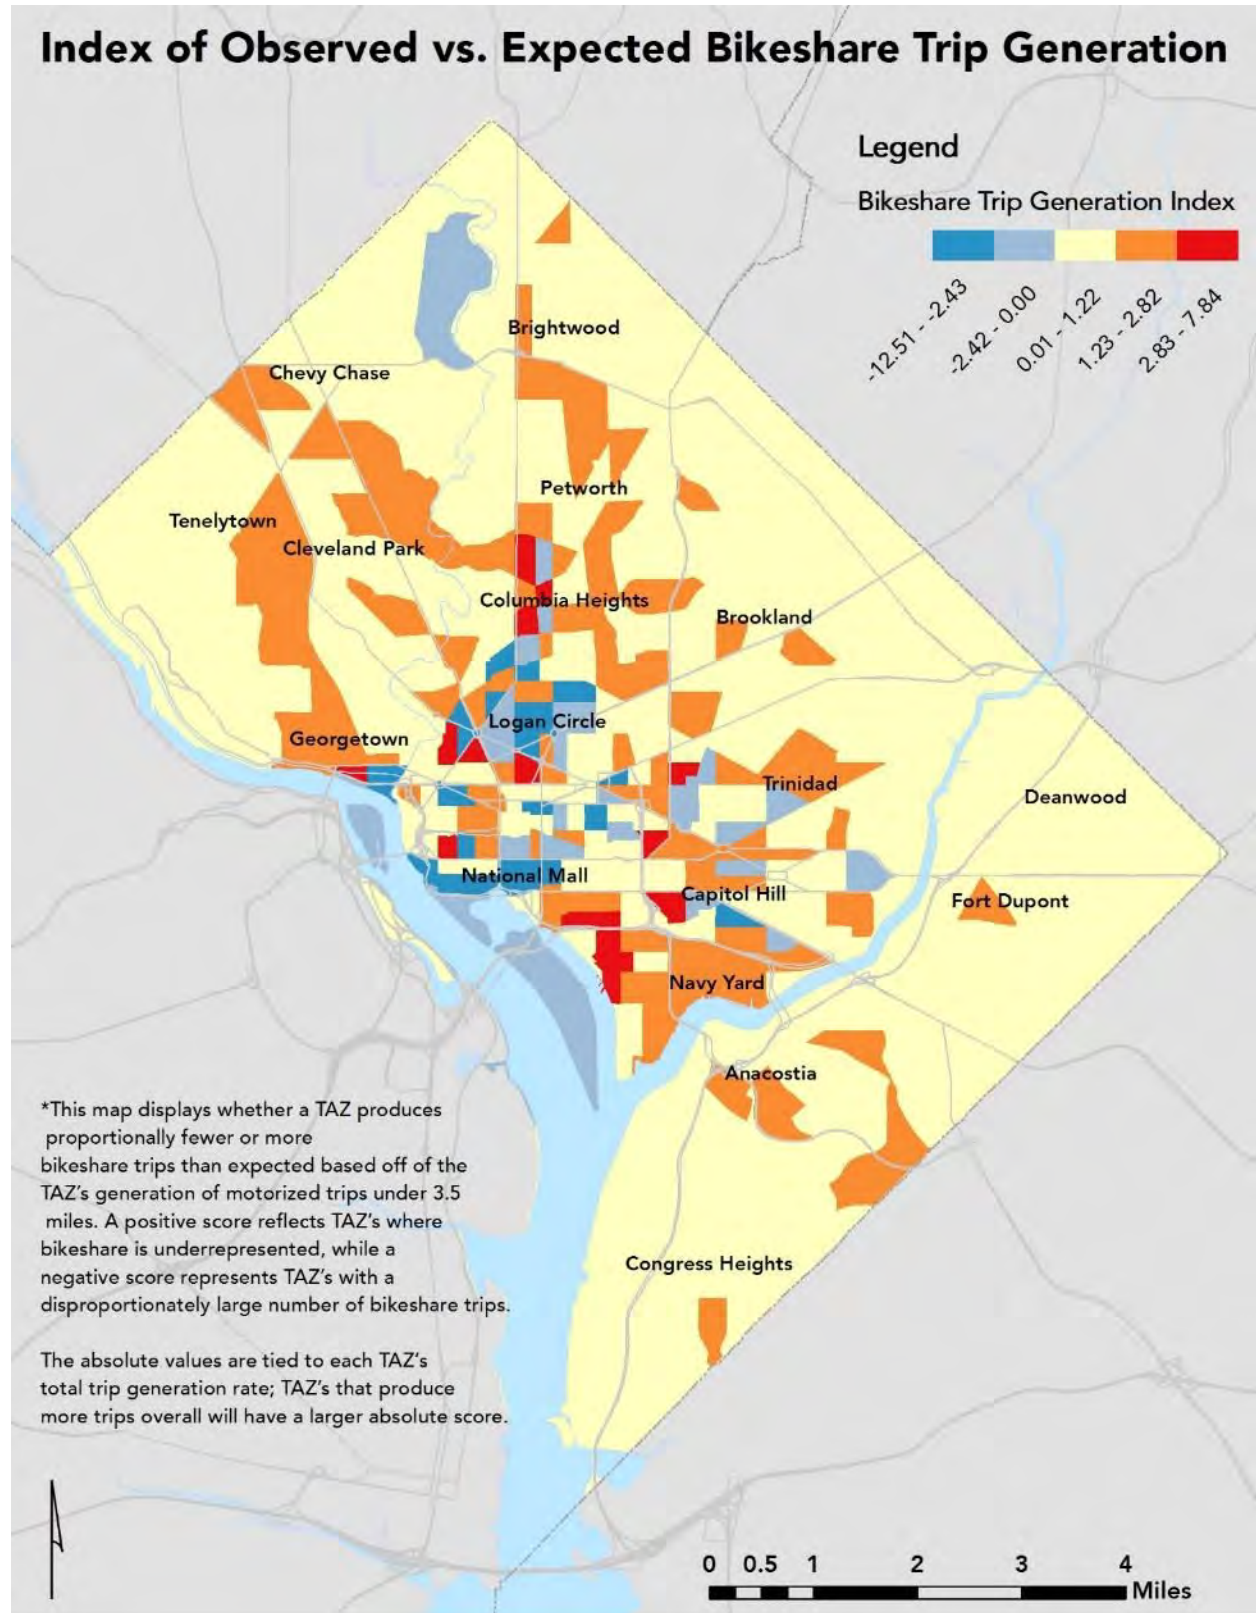 Index of Observed vs. Expected Bikeshare Trip Generation
Legend
Bikeshare Trip Generation Index
-12.51 - -2.43
-2.42 - 0.00
0.01 - 1.22
1.23 - 2.82
2.83 - 7.84
Brightwood
Chevy Chase
Petworth
Tenelytown
Cleveland Park
Columbia Heights
Brookland
Logan Circle
Georgetown
Trinidad
Deanwood
National Mall
Capitol Hill
Fort Dupont
Navy Yard
Anacostia
*This map displays whether a TAZ produces
proportionally fewer or more
bikeshare trips than expected based off of the
TAZ's generation of motorized trips under 3.5
miles. A positive score reflects TAZ's where
bikeshare is underrepresented, while a
negative score represents TAZ's with a
disproportionately large number of bikeshare trips.
Congress Heights
The absolute values are tied to each TAZ's
total trip generation rate; TAZ's that produce
more trips overall will have a larger absolute score.
0 0.5 1 2 3 4
Miles